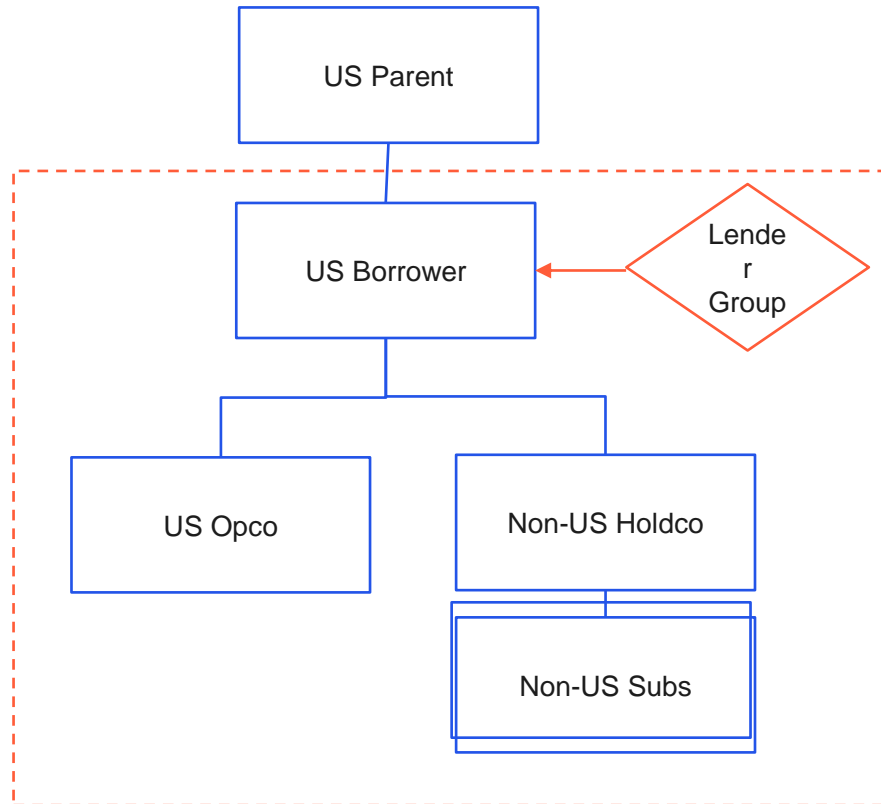 US Parent
US Borrower
Lende
r
Group
US Opco
Non-US Holdco
Non-US Subs